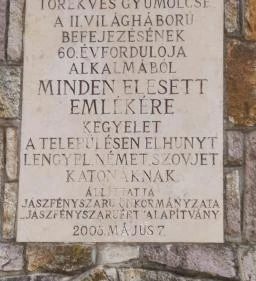 TÖREKVÉS GYÜMÖLCSE
A II. VILÁGHÁBORÚ
BEFEJEZÉSÉNEK
60. ÉVFORDULÓJA
ALKALMÁBÓL
MINDEN ELESETT
EMLÉKÉRE
KEGYELET
A TELEPÜLÉSEN ELHUNYT
LENGYEL, NÉMET, SZOVJET
KATONÁKNAK
ÁLLÍTTATTA
JÁSZFÉNYSZARU ÖNKORMÁNYZATA
„JÁSZFÉNYSZARUÉRT"ALAPÍTVÁNY
2005. MÁJUS 7.